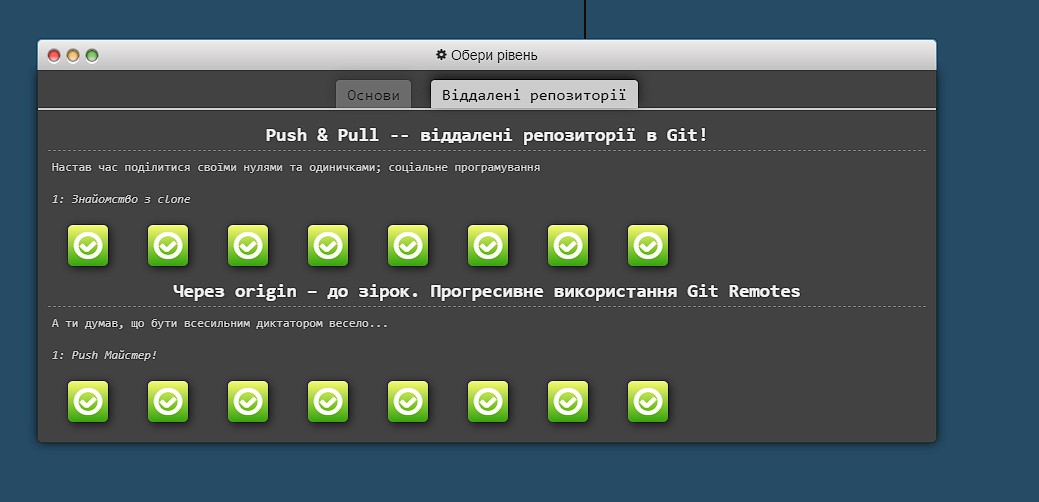 Обери рівень
Основи
Віддалені репозиторії
Push & Pull -- віддалені репозиторії в Git!
Настав час поділитися своїми нулями та одиничками; соціальне програмування
1: Знайомство з clone
Через origin – до зірок. Прогресивне використання Git Remotes
А ти думав, що бути всесильним диктатором весело...
1: Push Майстер!